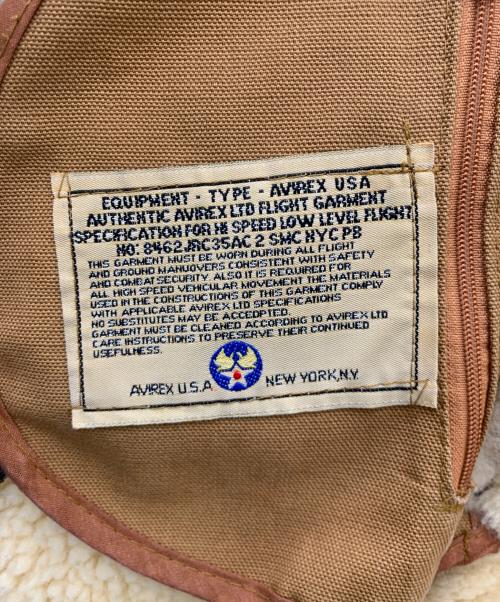 EQUIPMENT - TYPE - AVIREX USA
AUTHENTIC AVIREX LTD FLIGHT GARMENT
SPECIFICATION FOR HI SPEED LOW LEVEL FLIGHT
NO: 8462 JRC35AC 2 SMC NYC PB
THIS GARMENT MUST BE WORN DURING ALL FLIGHT
AND GROUND MANUOVERS CONSISTENT WITH SAFETY
AND COMBAT SECURITY. ALSO IT IS REQUIRED FOR
ALL HIGH SPEED VEHICULAR MOVEMENT THE MATERIALS
USED IN THE CONSTRUCTIONS OF THIS GARMENT COMPLY
WITH APPLICABLE AVIREX LTD SPECIFICATIONS
NO SUBSTITUTES MAY BE ACCEOPTED.
GARMENT MUST BE CLEANED ACCORDING TO AVIREX LTD
CARE INSTRUCTIONS TO PRESERVE THEIR CONTINUED
USEFULNESS.
AVIREX U.S.A NEW YORK,N.Y.